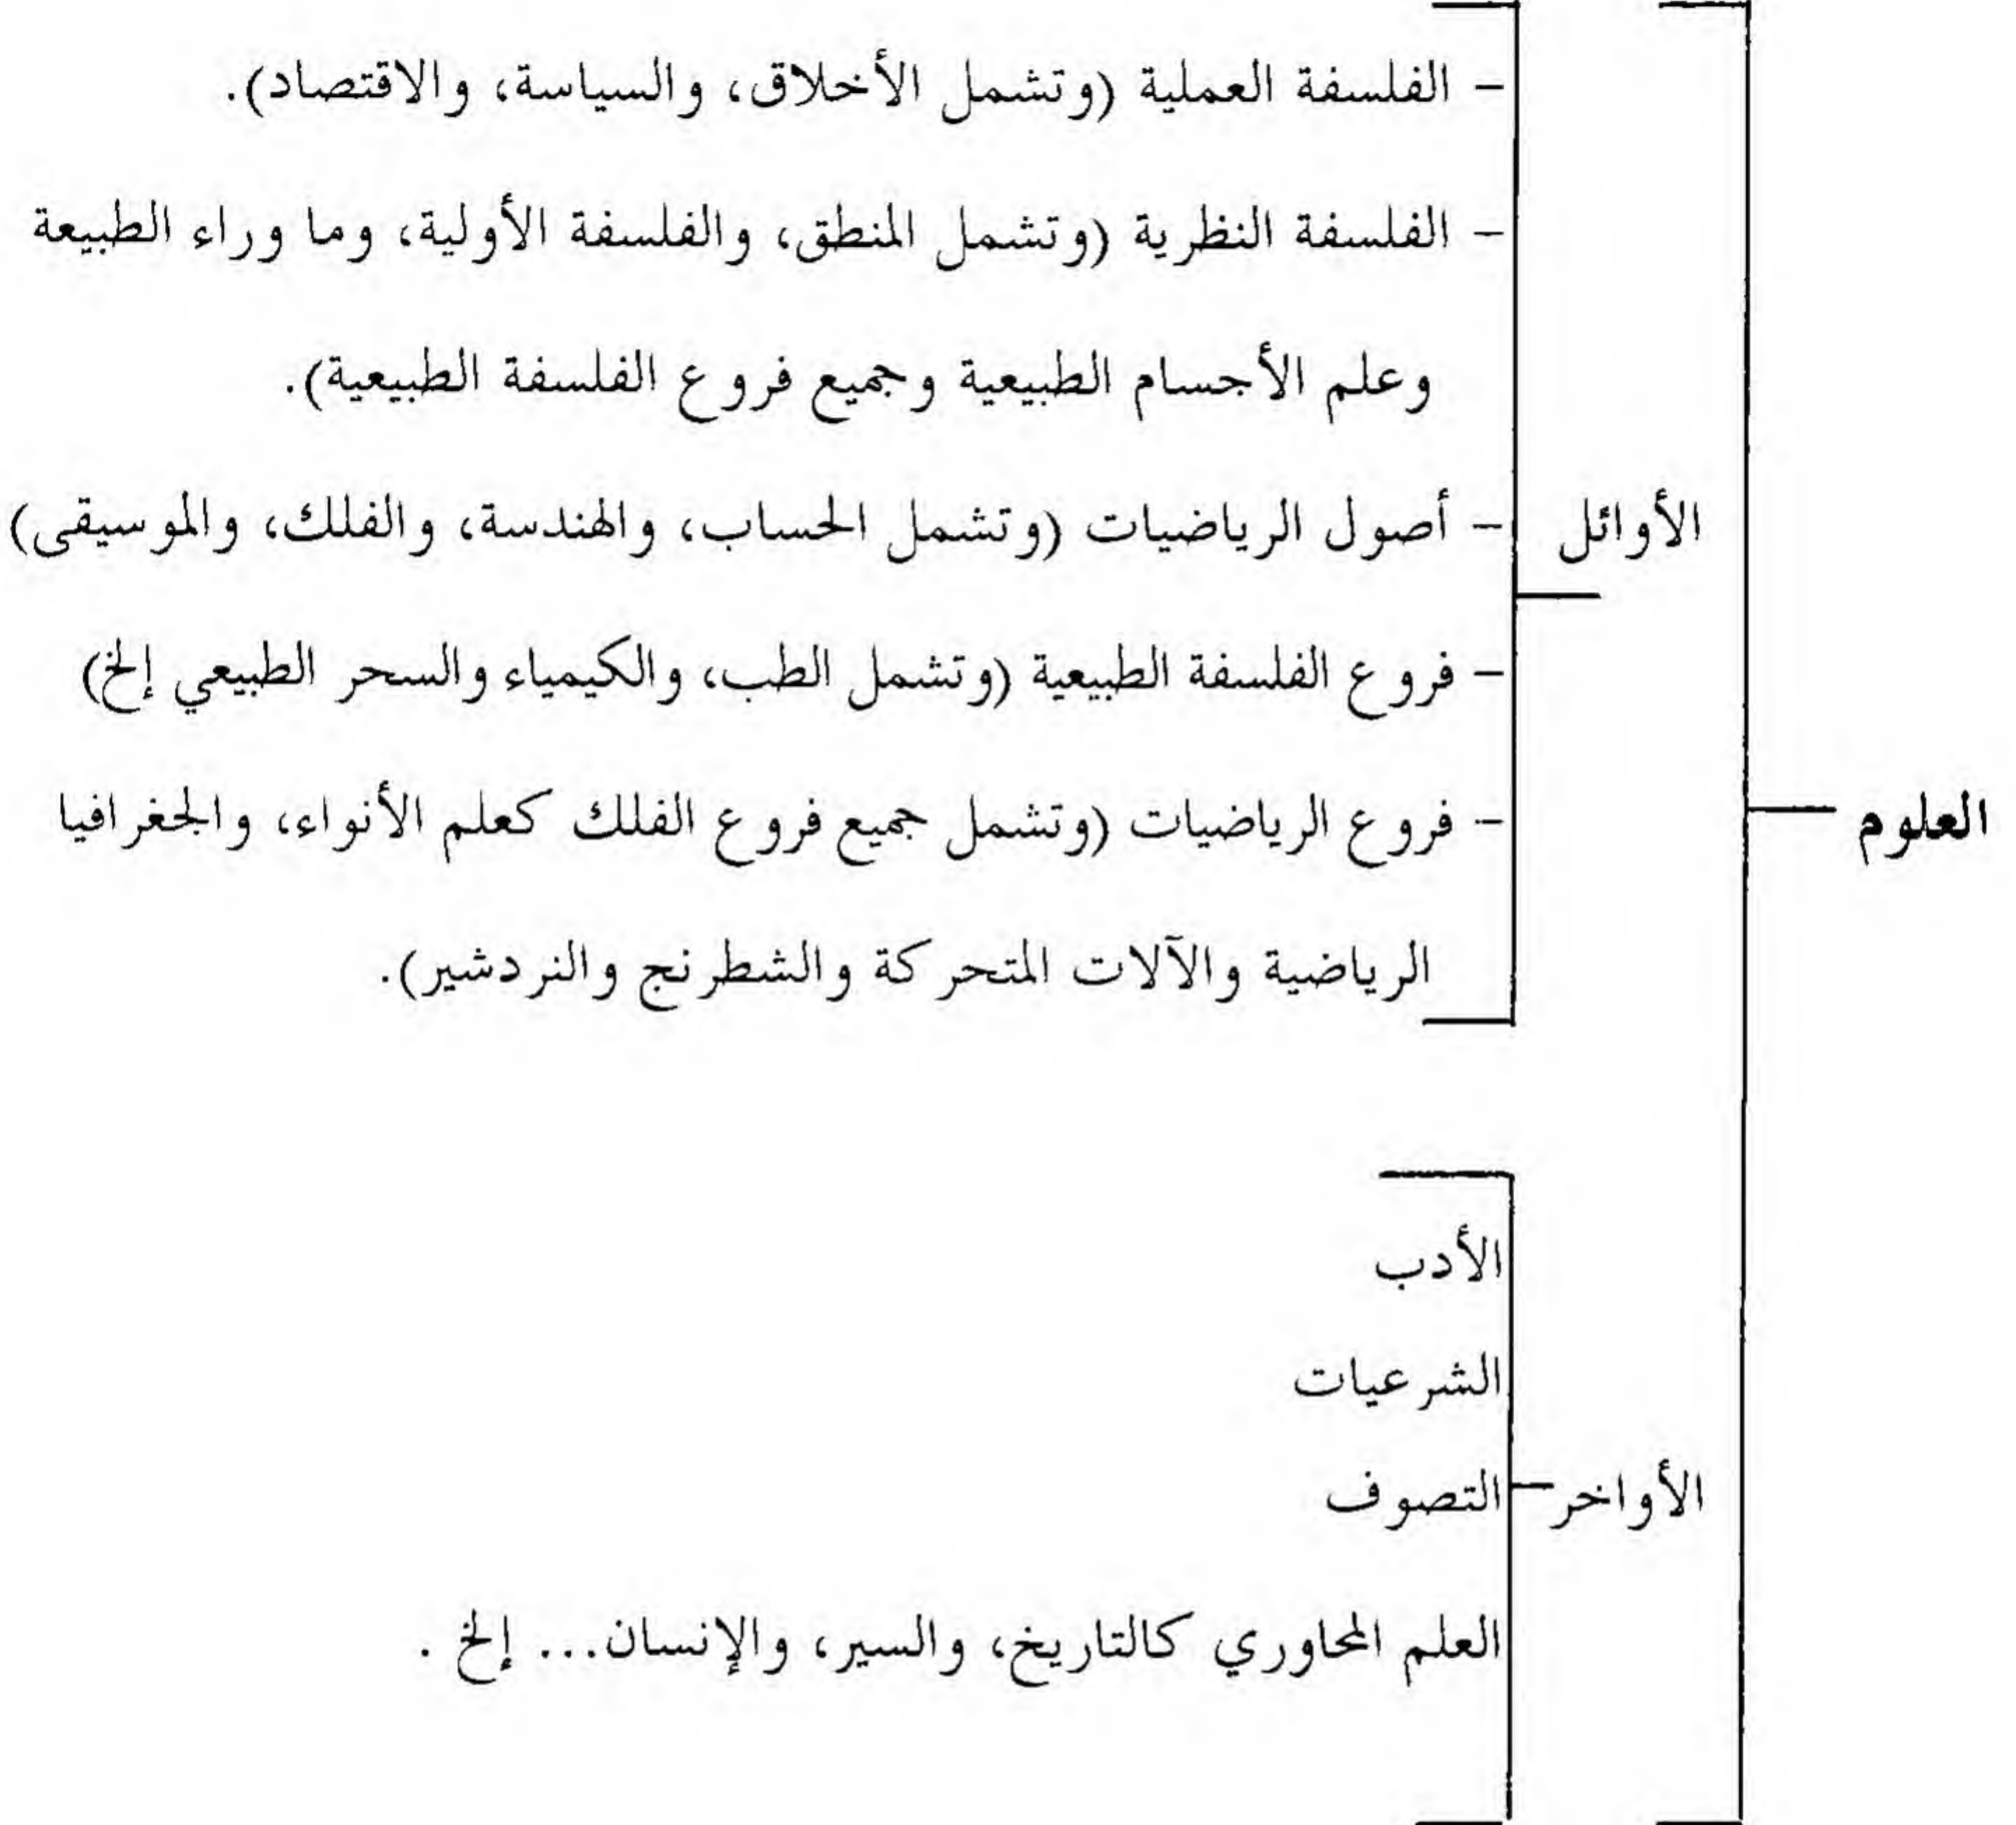 العلوم
الأوائل
- الفلسفة العملية (وتشمل الأخلاق، والسياسة، والاقتصاد).
- الفلسفة النظرية (وتشمل المنطق، والفلسفة الأولية، وما وراء الطبيعة
وعلم الأجسام الطبيعية وجميع فروع الفلسفة الطبيعية).
- أصول الرياضيات (وتشمل الحساب، والهندسة، والفلك، والموسيقى)
- فروع الفلسفة الطبيعية (وتشمل الطب، والكيمياء والسحر الطبيعي إلخ)
- فروع الرياضيات (وتشمل جميع فروع الفلك كعلم الأنواء، والجغرافيا
الرياضية والآلات المتحركة والشطرنج والنردشير).
الأواخر
الأدب
الشرعيات
التصوف
العلم المحاوري كالتاريخ، والسير، والإنسان... إلخ .